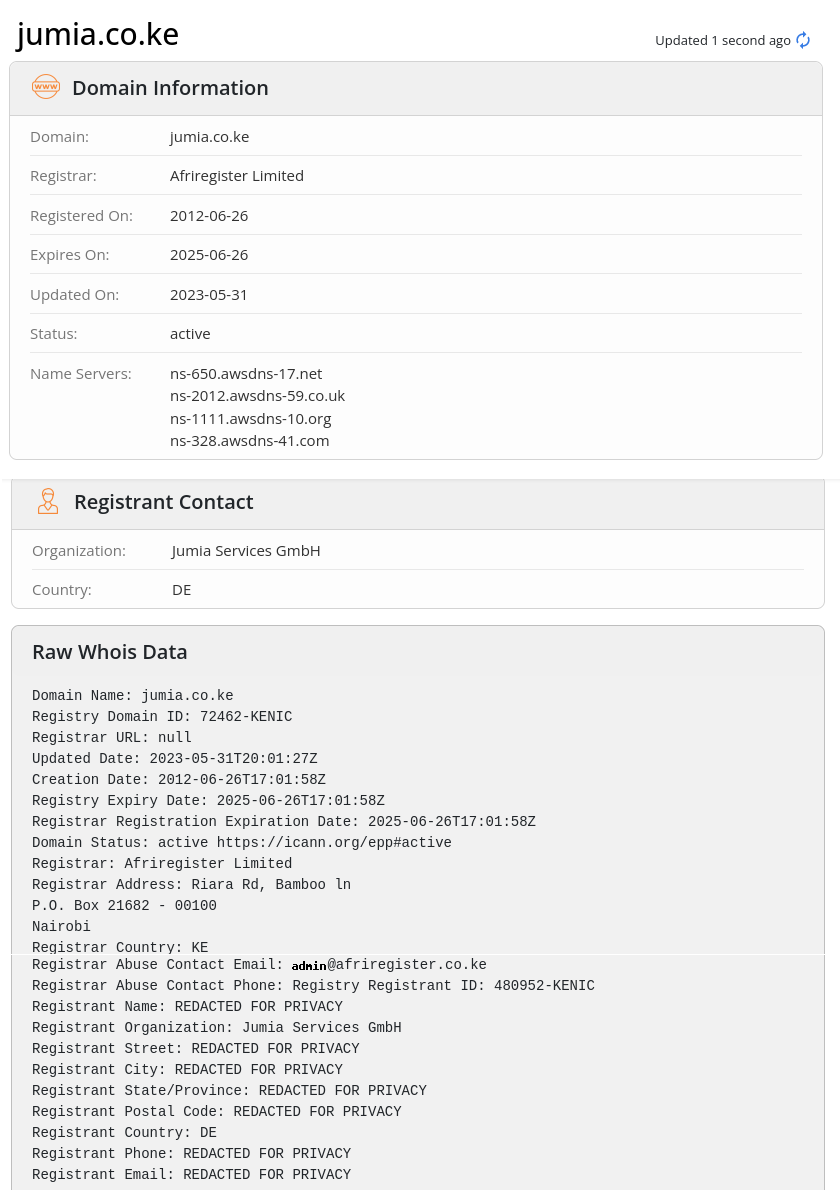 jumia.co.ke
Updated 1 second ago
www
Domain Information
Domain: jumia.co.ke
Registrar: Afriregister Limited
Registered On: 2012-06-26
Expires On: 2025-06-26
Updated On: 2023-05-31
Status: active
Name Servers: ns-650.awsdns-17.net
ns-2012.awsdns-59.co.uk
ns-1111.awsdns-10.org
ns-328.awsdns-41.com
Registrant Contact
Organization: Jumia Services GmbH
Country: DE
Raw Whois Data
Domain Name: jumia.co.ke
Registry Domain ID: 72462-KENIC
Registrar URL: null
Updated Date: 2023-05-31T20:01:27Z
Creation Date: 2012-06-26T17:01:58Z
Registry Expiry Date: 2025-06-26T17:01:58Z
Registrar Registration Expiration Date: 2025-06-26T17:01:58Z
Domain Status: active https://icann.org/epp#active
Registrar: Afriregister Limited
Registrar Address: Riara Rd, Bamboo ln
P.O. Box 21682 - 00100
Nairobi
Registrar Country: KE
Registrar Abuse Contact Email: admin@afriregister.co.ke
Registrar Abuse Contact Phone: Registry Registrant ID: 480952-KENIC
Registrant Name: REDACTED FOR PRIVACY
Registrant Organization: Jumia Services GmbH
Registrant Street: REDACTED FOR PRIVACY
Registrant City: REDACTED FOR PRIVACY
Registrant State/Province: REDACTED FOR PRIVACY
Registrant Postal Code: REDACTED FOR PRIVACY
Registrant Country: DE
Registrant Phone: REDACTED FOR PRIVACY
Registrant Email: REDACTED FOR PRIVACY